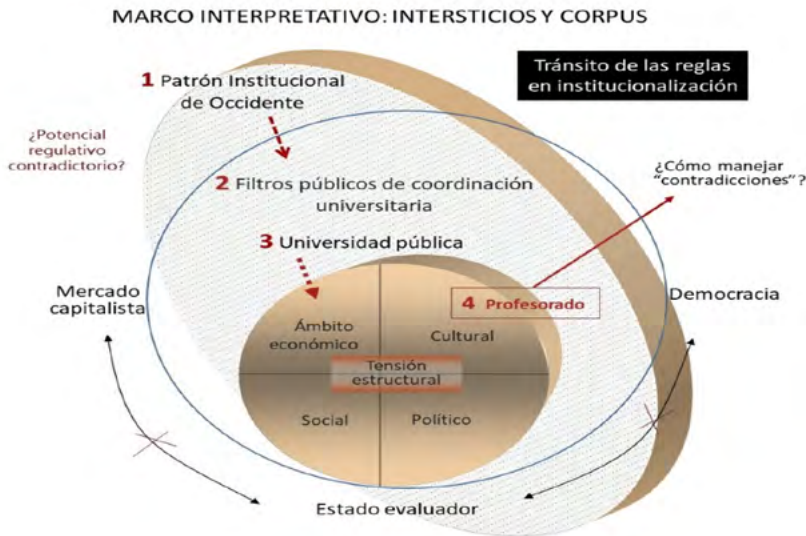 MARCO INTERPRETATIVO: INTERSTICIOS Y CORPUS
1 Patrón Institucional
de Occidente
Tránsito de las reglas
en institucionalización
¿Potencial
regulativo
contradictorio?
2 Filtros públicos de coordinación
universitaria
¿Cómo manejar
"contradicciones"?
3 Universidad pública
Mercado
capitalista
4 Profesorado
Democracia
Ámbito
económico
Cultural
Tensión
estructural
Social
Político
Estado evaluador